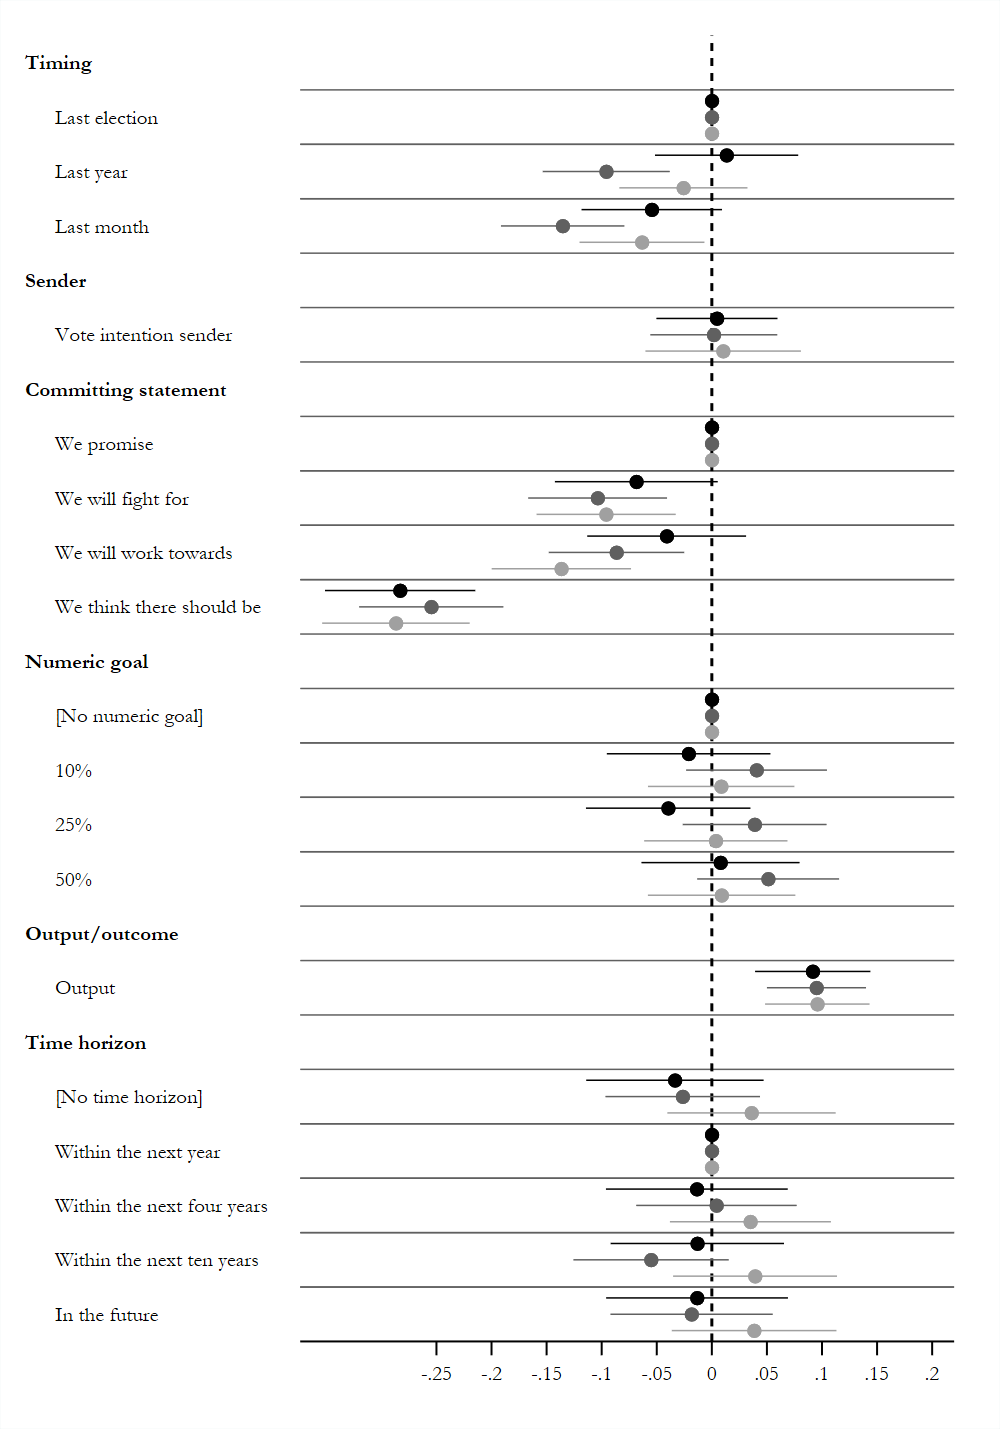 Timing
Last election
Last year
Last month
Sender
Vote intention sender
Committing statement
We promise
We will fight for
We will work towards
We think there should be
Numeric goal
[No numeric goal]
10%
25%
50%
Output/outcome
Output
Time horizon
[No time horizon]
Within the next year
Within the next four years
Within the next ten years
In the future
-.25 -.2 -.15 -.1 -.05 0 .05 .1 .15 .2